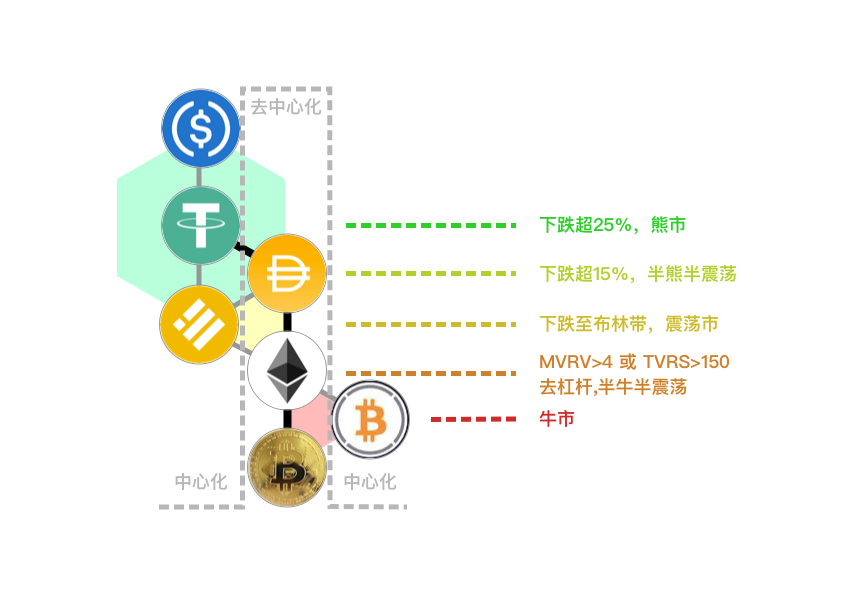 去中心化
下跌超25%，熊市
下跌超15%，半熊半震荡
下跌至布林带，震荡市
MVRV>4 或 TVRS>150
去杠杆,半牛半震荡
牛市
中心化
中心化